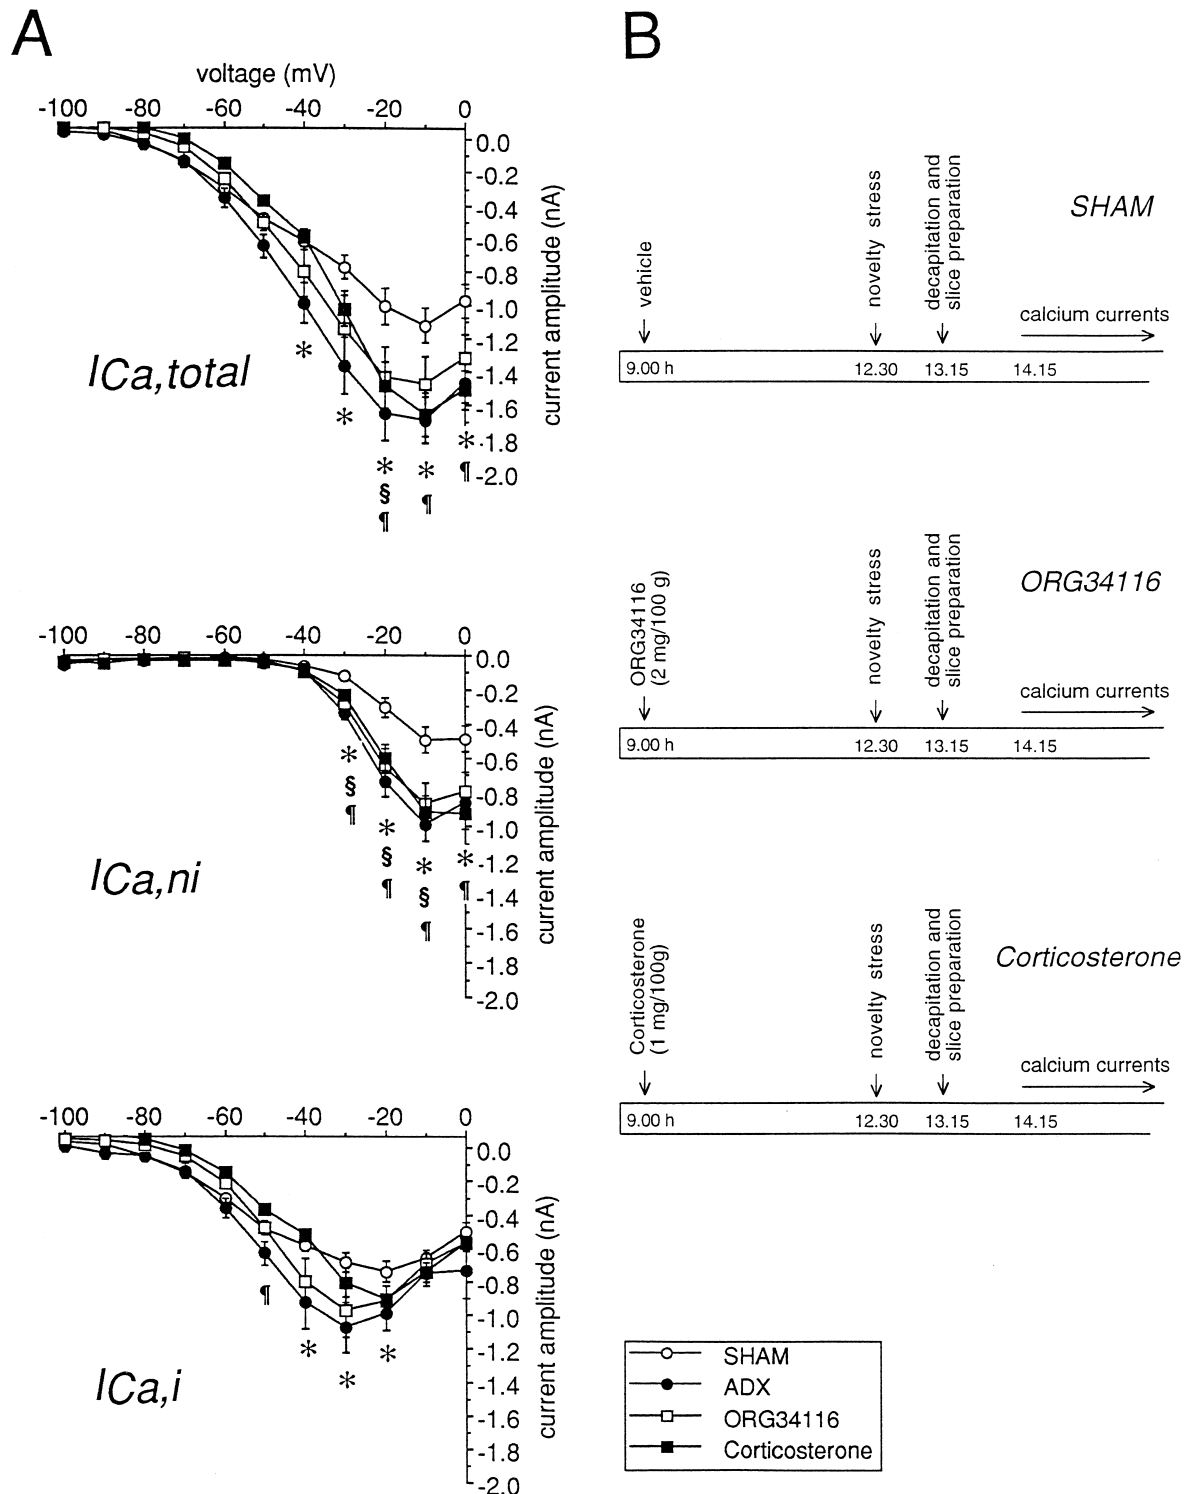 A
voltage (mV)
-100 -80 -60 -40 -20 0
0.0
-0.2
-0.4
-0.6
-0.8
-1.0
-1.2
-1.4
-1.6
-1.8
-2.0
current amplitude (nA)
ICa,total
*
*
* * *
§ ¶ ¶
¶
-100 -80 -60 -40 -20 0
0.0
-0.2
-0.4
-0.6
-0.8
-1.0
-1.2
-1.4
-1.6
-1.8
-2.0
current amplitude (nA)
ICa,ni
*
§
¶
* * *
§ § ¶
¶ ¶
-100 -80 -60 -40 -20 0
0.0
-0.2
-0.4
-0.6
-0.8
-1.0
-1.2
-1.4
-1.6
-1.8
-2.0
current amplitude (nA)
ICa,i
¶
* * *
B
SHAM
vehicle
novelty stress
decapitation and
slice preparation
calcium currents
9.00 h 12.30 13.15 14.15
ORG34116
ORG34116
(2 mg/100 g)
novelty stress
decapitation and
slice preparation
calcium currents
9.00 h 12.30 13.15 14.15
Corticosterone
Corticosterone
(1 mg/100g)
novelty stress
decapitation and
slice preparation
calcium currents
9.00 h 12.30 13.15 14.15
SHAM
ADX
ORG34116
Corticosterone